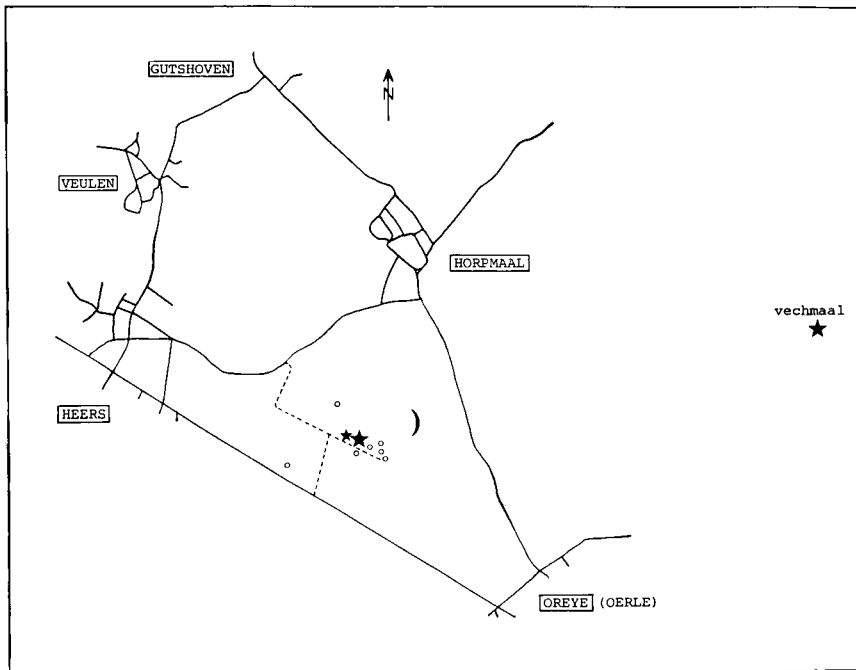 GUTSHOVEN
N
VEULEN
HORPMAAL
vechmaal
HEERS
OREYE (OERLE)